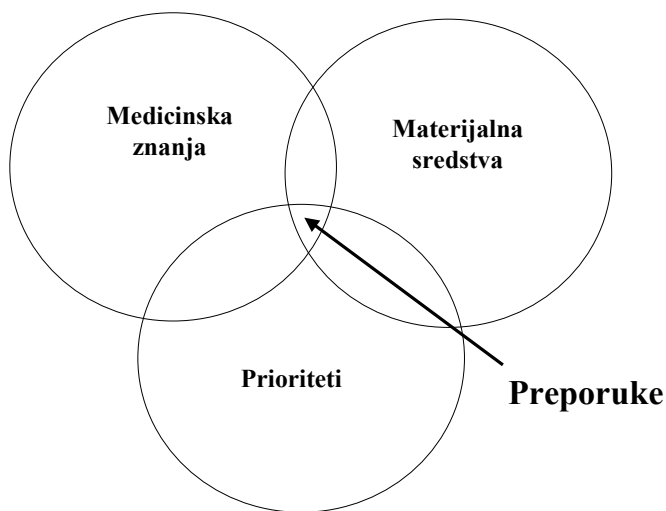 Medicinska
znanja
Materijalna
sredstva
Prioriteti
Preporuke